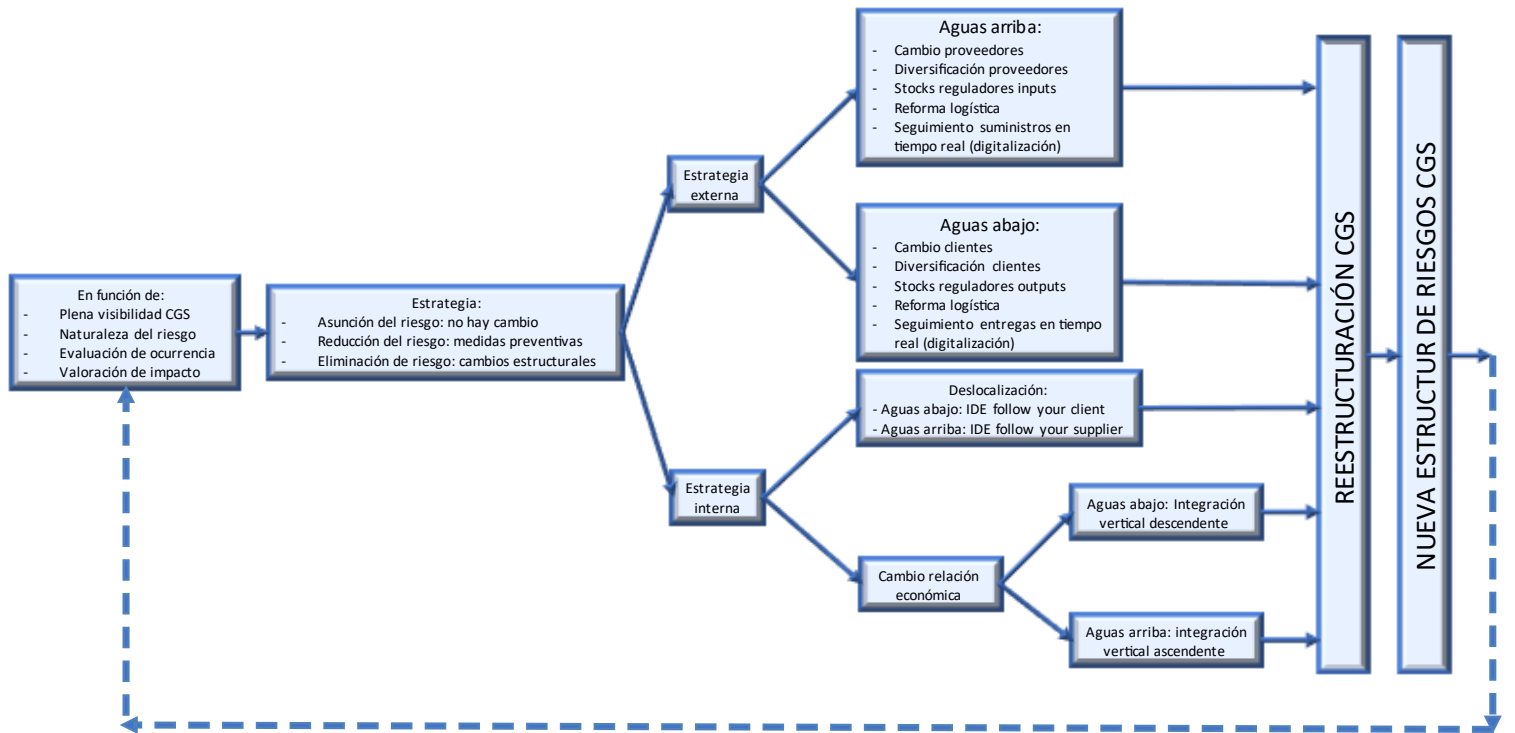 En función de:
- Plena visibilidad CGS
- Naturaleza del riesgo
- Evaluación de ocurrencia
- Valoración de impacto
Estrategia:
- Asunción del riesgo: no hay cambio
- Reducción del riesgo: medidas preventivas
- Eliminación de riesgo: cambios estructurales
Estrategia
externa
Aguas arriba:
- Cambio proveedores
- Diversificación proveedores
- Stocks reguladores inputs
- Reforma logística
- Seguimiento suministros en
tiempo real (digitalización)
Aguas abajo:
- Cambio clientes
- Diversificación clientes
- Stocks reguladores outputs
- Reforma logística
- Seguimiento entregas en tiempo
real (digitalización)
Estrategia
interna
Deslocalización:
- Aguas abajo: IDE follow your client
- Aguas arriba: IDE follow your supplier
Cambio relación
económica
Aguas abajo: Integración
vertical descendente
Aguas arriba: integración
vertical ascendente
REESTRUCTURACIÓN CGS
NUEVA ESTRUCTUR DE RIESGOS CGS